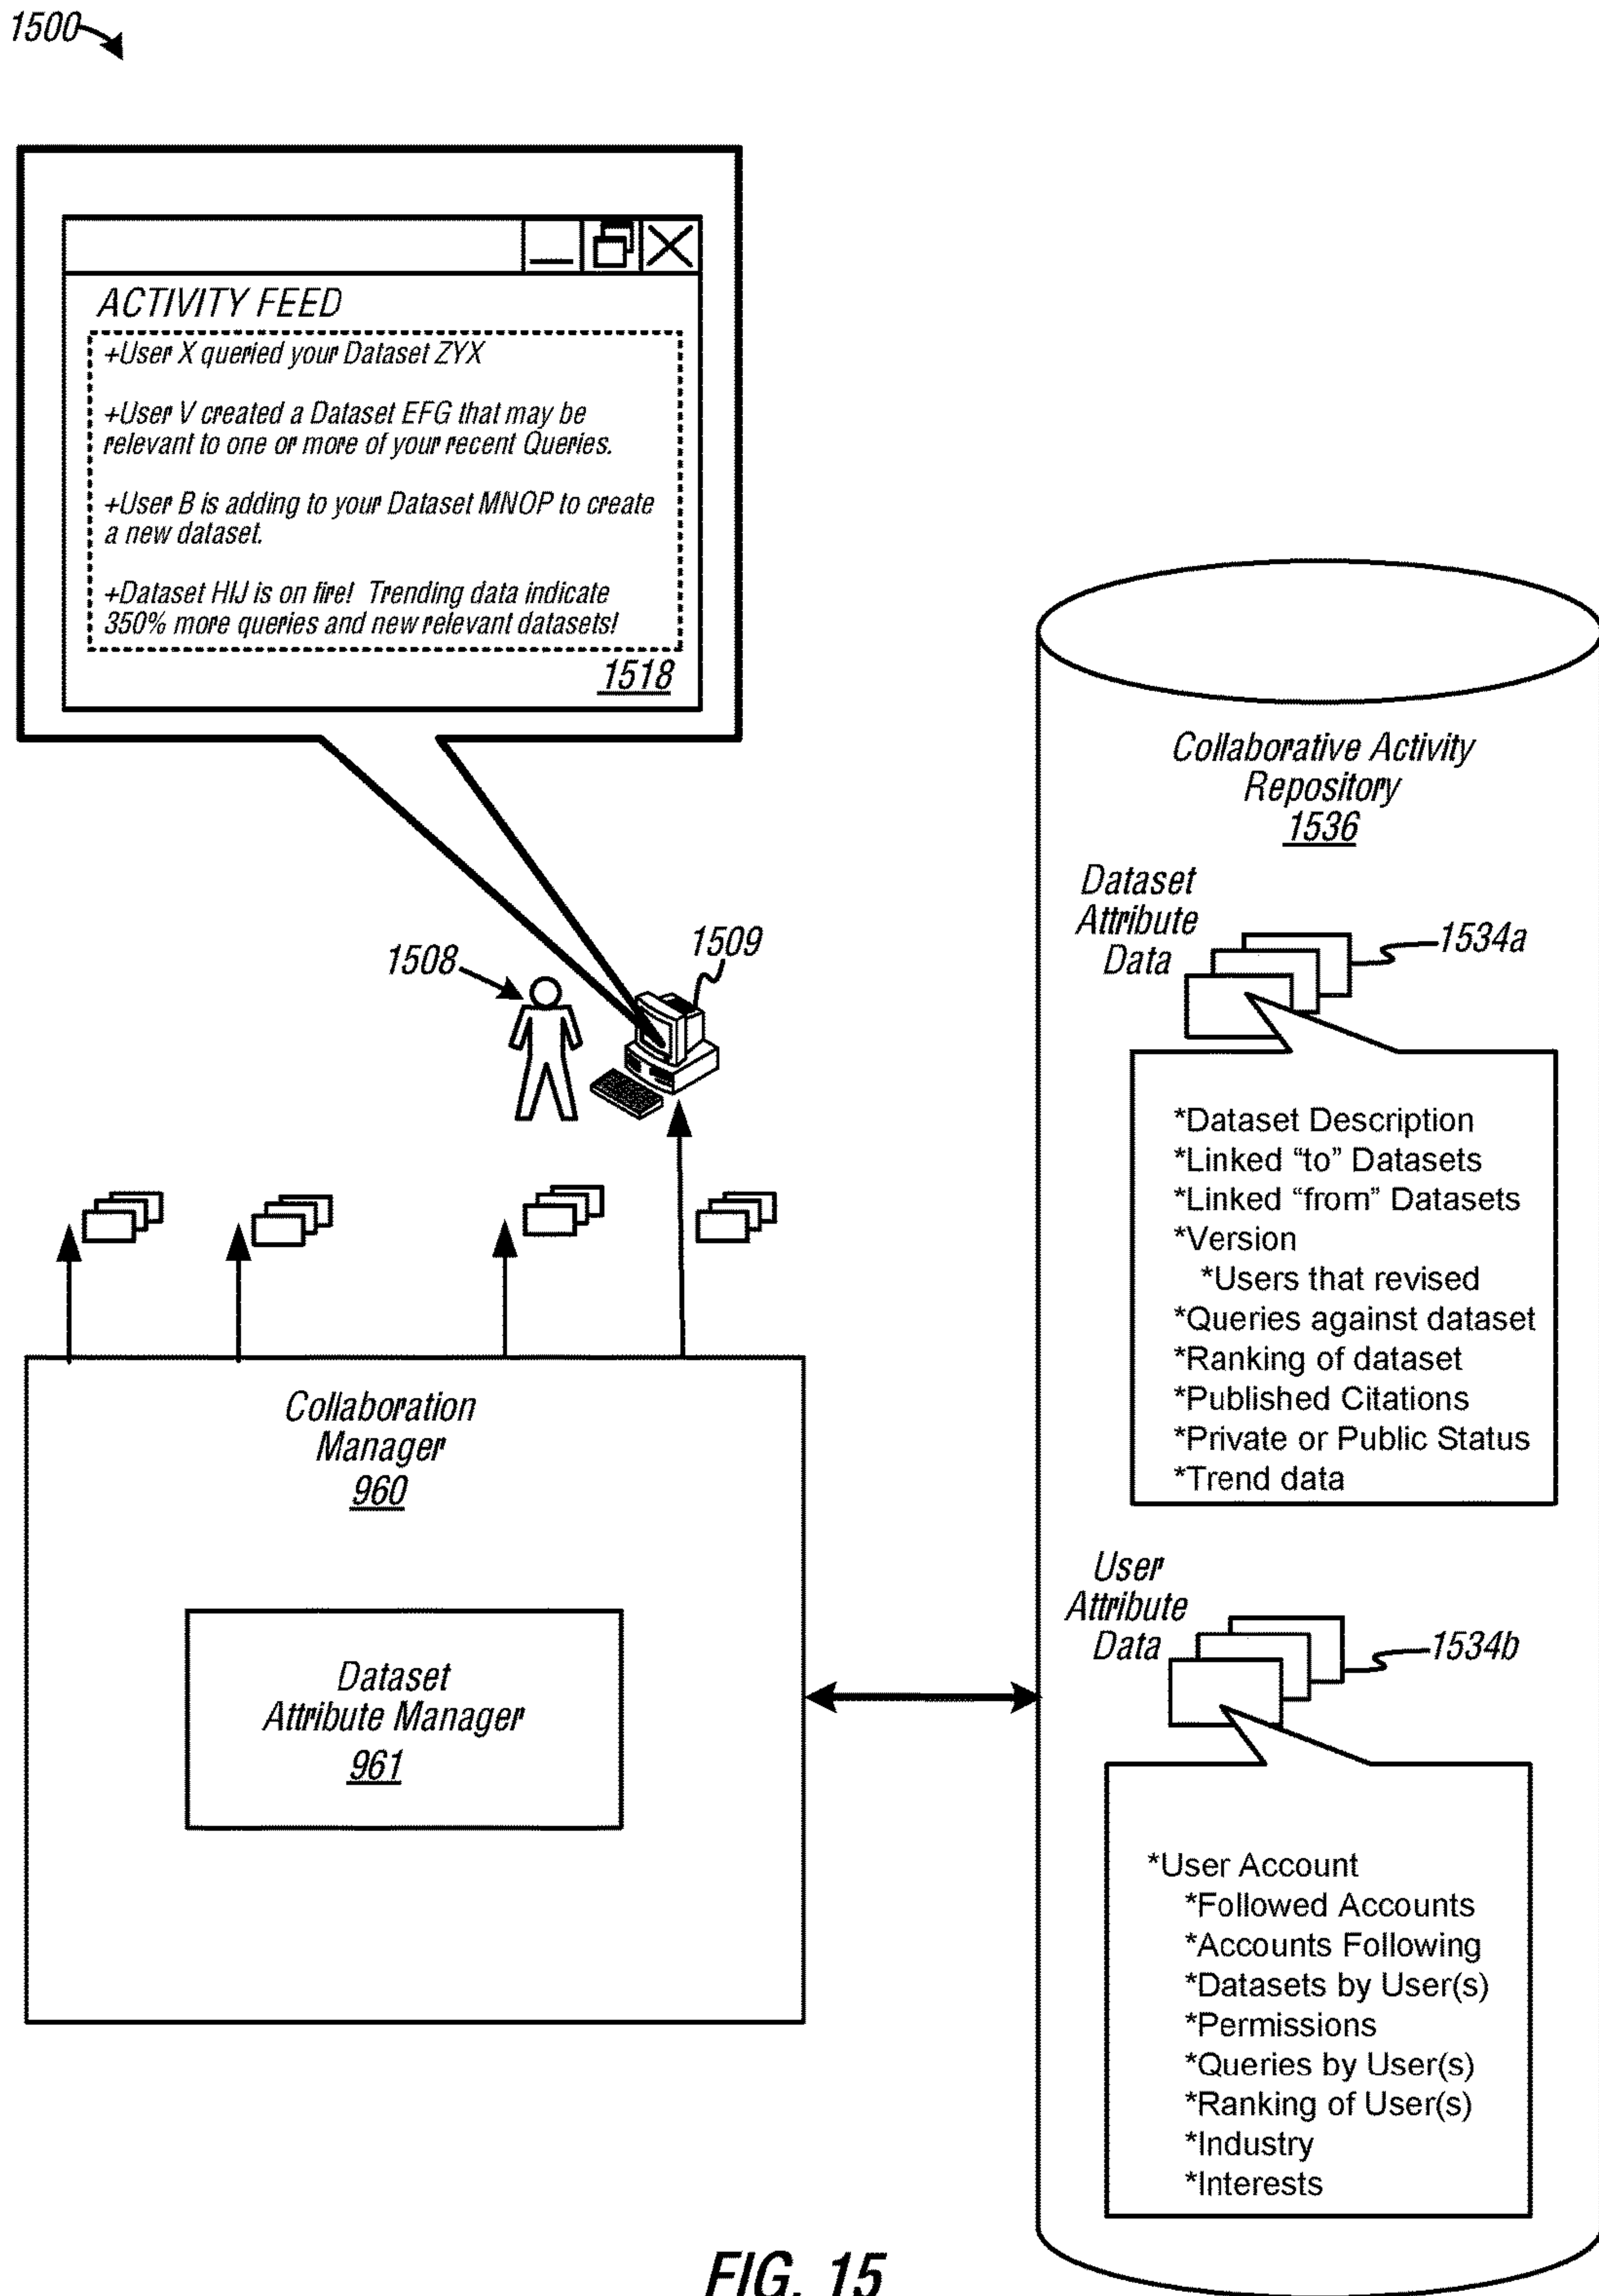 1500
ACTIVITY FEED
+User X queried your Dataset ZYX
+User V created a Dataset EFG that may be
relevant to one or more of your recent Queries.
+User B is adding to your Dataset MNOP to create
a new dataset.
+Dataset HIJ is on fire! Trending data indicate
350% more queries and new relevant datasets!
1518
1508
1509
Collaboration
Manager
960
Dataset
Attribute Manager
961
Collaborative Activity
Repository
1536
Dataset
Attribute
Data
1534a
*Dataset Description
*Linked “to” Datasets
*Linked “from” Datasets
*Version
*Users that revised
*Queries against dataset
*Ranking of dataset
*Published Citations
*Private or Public Status
*Trend data
User
Attribute
Data
1534b
*User Account
*Followed Accounts
*Accounts Following
*Datasets by User(s)
*Permissions
*Queries by User(s)
*Ranking of User(s)
*Industry
*Interests
FIG. 15